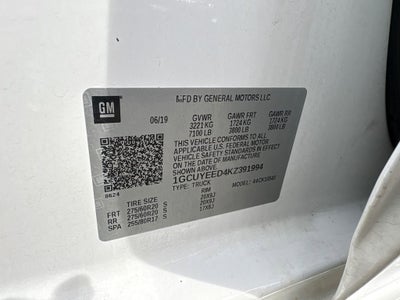 GM
MFD BY GENERAL MOTORS LLC
06/19
GVWR GAWR FRT GAWR RR
3221 KG 1724 KG 1724 KG
7100 LB 3800 LB 3800 LB
THIS VEHICLE CONFORMS TO ALL APPLICABLE
U.S. FEDERAL MOTOR VEHICLE SAFETY
STANDARDS IN EFFECT ON THE DATE
OF MANUFACTURE SHOWN ABOVE.
1GCUYEED4KZ391994
TYPE: TRUCK
8624
TIRE SIZE RIM
FRT 275/60R20 S 20X9J
RR 275/60R20 S 20X9J
SPA 255/80R17 S 17X8J